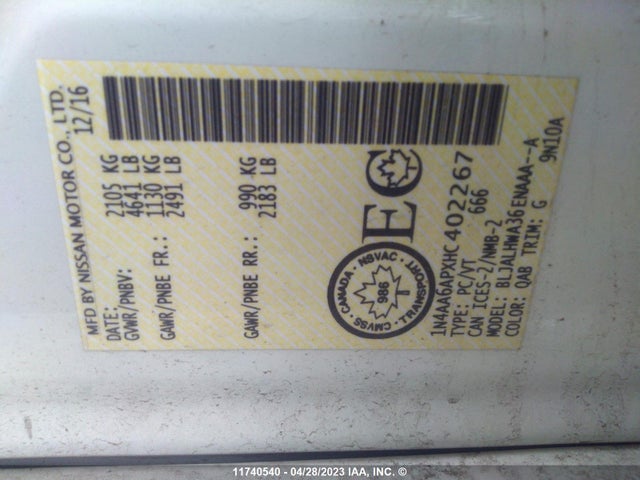 MFD BY NISSAN MOTOR CO., LTD.
DATE: 12/16
GVWR/PNBV: 2105 KG
4641 LB
GAWR/PNBE FR.: 1130 KG
2491 LB
GAWR/PNBE RR.: 990 KG
2183 LB
EC
CANADA · NSVAC · TRANSPORT · CMVSS
986
1N4AA6APXHC402267
TYPE: PC/VT 666
CAN ICES-2/NMB-2
MODEL: BLJALHWA36ENAAA--A
COLOR: QAB TRIM: G 9N10A
11740540 - 04/28/2023 IAA, INC. ©